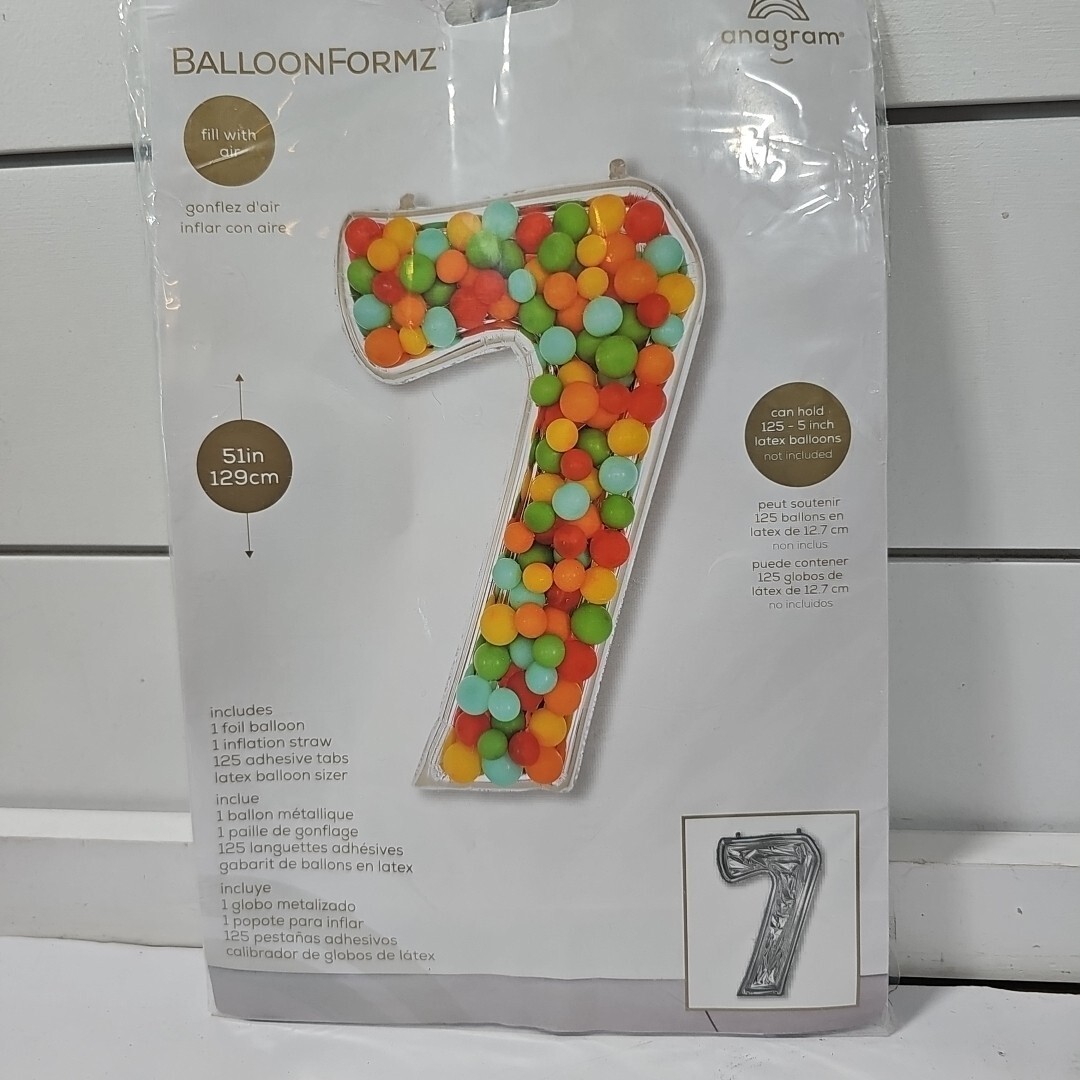 BALLOONFORMZ™
anagram®
fill with
air
gonflez d'air
inflar con aire
51in
129cm
can hold
125 - 5 inch
latex balloons
not included
peut soutenir
125 ballons en
latex de 12.7 cm
non inclus
puede contener
125 globos de
látex de 12.7 cm
no incluidos
includes
1 foil balloon
1 inflation straw
125 adhesive tabs
latex balloon sizer
inclue
1 ballon métallique
1 paille de gonflage
125 languettes adhésives
gabarit de ballons en latex
incluye
1 globo metalizado
1 popote para inflar
125 pestañas adhesivos
calibrador de globos de látex